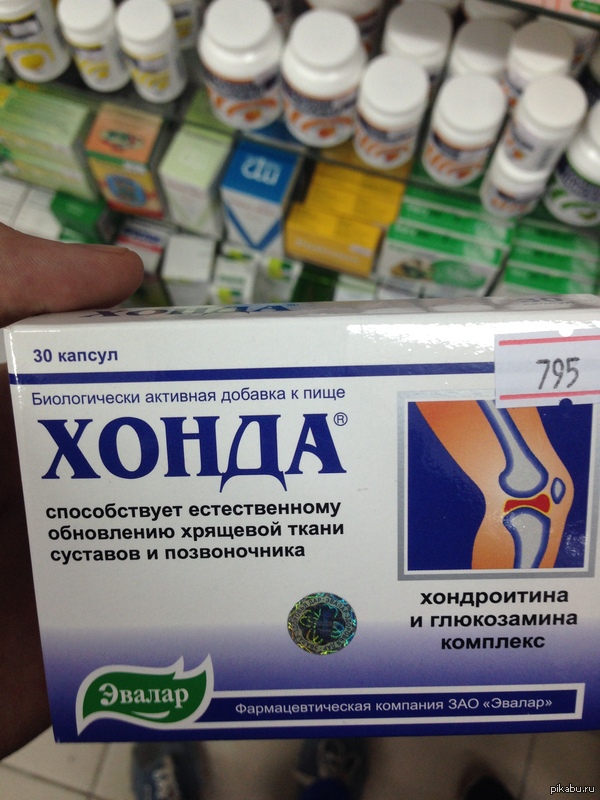 ХОНДА
30 капсул
795
Биологически активная добавка к пище
ХОНДА®
способствует естественному
обновлению хрящевой ткани
суставов и позвоночника
хондроитина
и глюкозамина
комплекс
Эвалар
Фармацевтическая компания ЗАО «Эвалар»
pikabu.ru